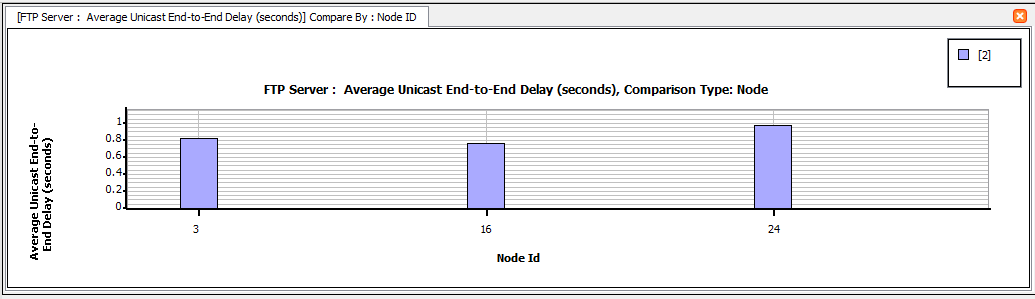 [FTP Server :  Average Unicast End-to-End Delay (seconds)] Compare By : Node ID
[2]
FTP Server :  Average Unicast End-to-End Delay (seconds), Comparison Type: Node
Average Unicast End-to-
End Delay (seconds)
1
0.8
0.6
0.4
0.2
0
3
16
24
Node Id